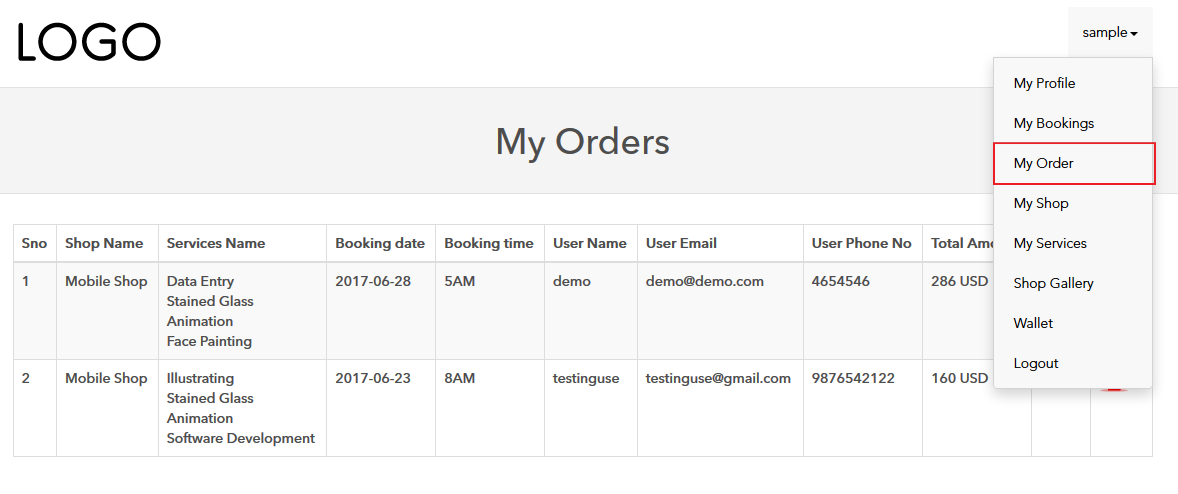 LOGO
sample
My Profile
My Bookings
My Order
My Shop
My Services
Shop Gallery
Wallet
Logout
My Orders
Sno Shop Name Services Name Booking date Booking time User Name User Email User Phone No Total
1 Mobile Shop Data Entry 2017-06-28 5AM demo demo@demo.com 4654546 286 USD
Stained Glass
Animation
Face Painting
2 Mobile Shop Illustrating 2017-06-23 8AM testinguse testinguse@gmail.com 9876542122 160 USD
Stained Glass
Animation
Software Development